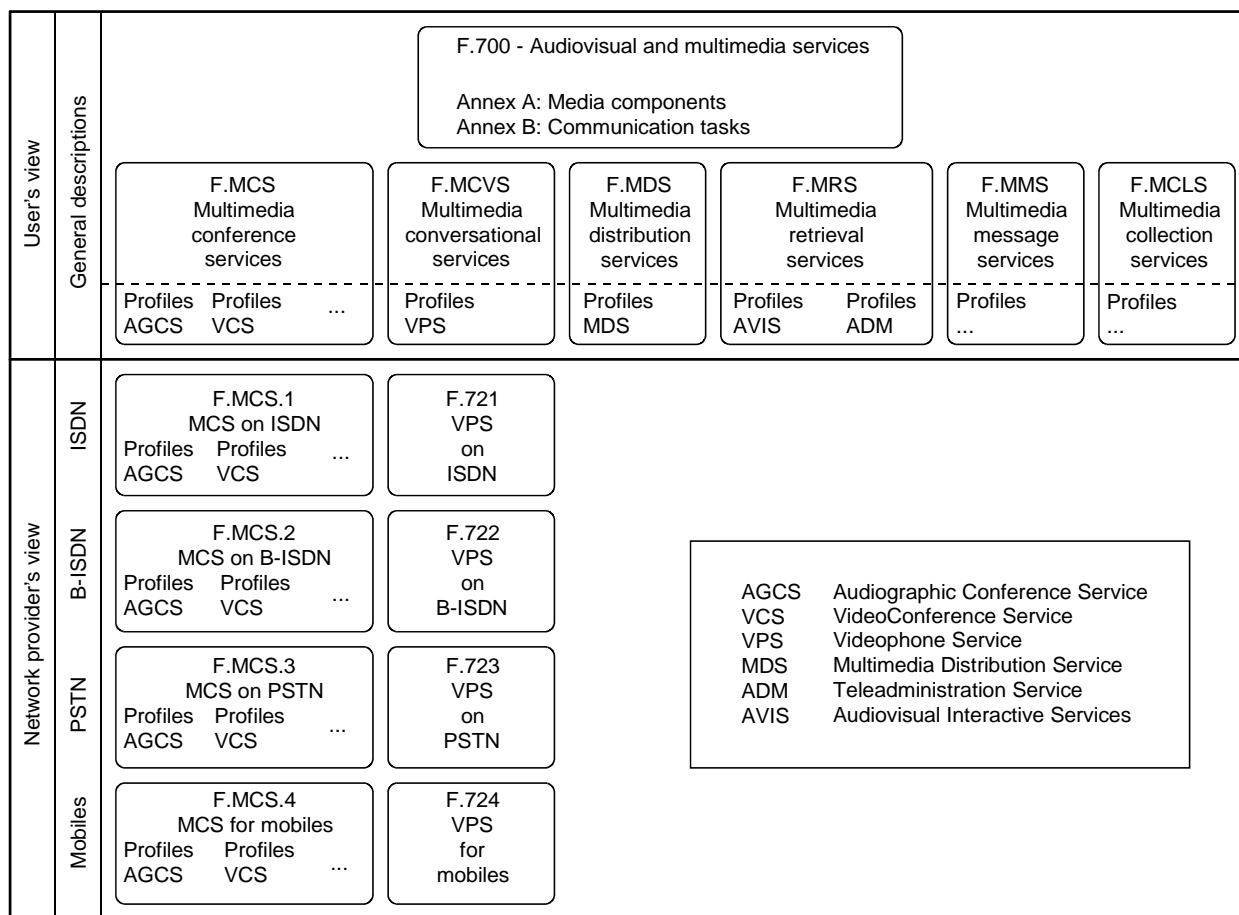 User's view
General descriptions
F.700 - Audiovisual and multimedia services
Annex A: Media components
Annex B: Communication tasks
F.MCS
Multimedia
conference
services
Profiles Profiles ...
AGCS VCS
F.MCVS
Multimedia
conversational
services
Profiles
VPS
F.MDS
Multimedia
distribution
services
Profiles
MDS
F.MRS
Multimedia
retrieval
services
Profiles Profiles
AVIS ADM
F.MMS
Multimedia
message
services
Profiles
...
F.MCLS
Multimedia
collection
services
Profiles
...
Network provider's view
ISDN
F.MCS.1
MCS on ISDN
Profiles Profiles ...
AGCS VCS
F.721
VPS
on
ISDN
B-ISDN
F.MCS.2
MCS on B-ISDN
Profiles Profiles ...
AGCS VCS
F.722
VPS
on
B-ISDN
PSTN
F.MCS.3
MCS on PSTN
Profiles Profiles ...
AGCS VCS
F.723
VPS
on
PSTN
Mobiles
F.MCS.4
MCS for mobiles
Profiles Profiles ...
AGCS VCS
F.724
VPS
for
mobiles
AGCS Audiographic Conference Service
VCS VideoConference Service
VPS Videophone Service
MDS Multimedia Distribution Service
ADM Teleadministration Service
AVIS Audiovisual Interactive Services